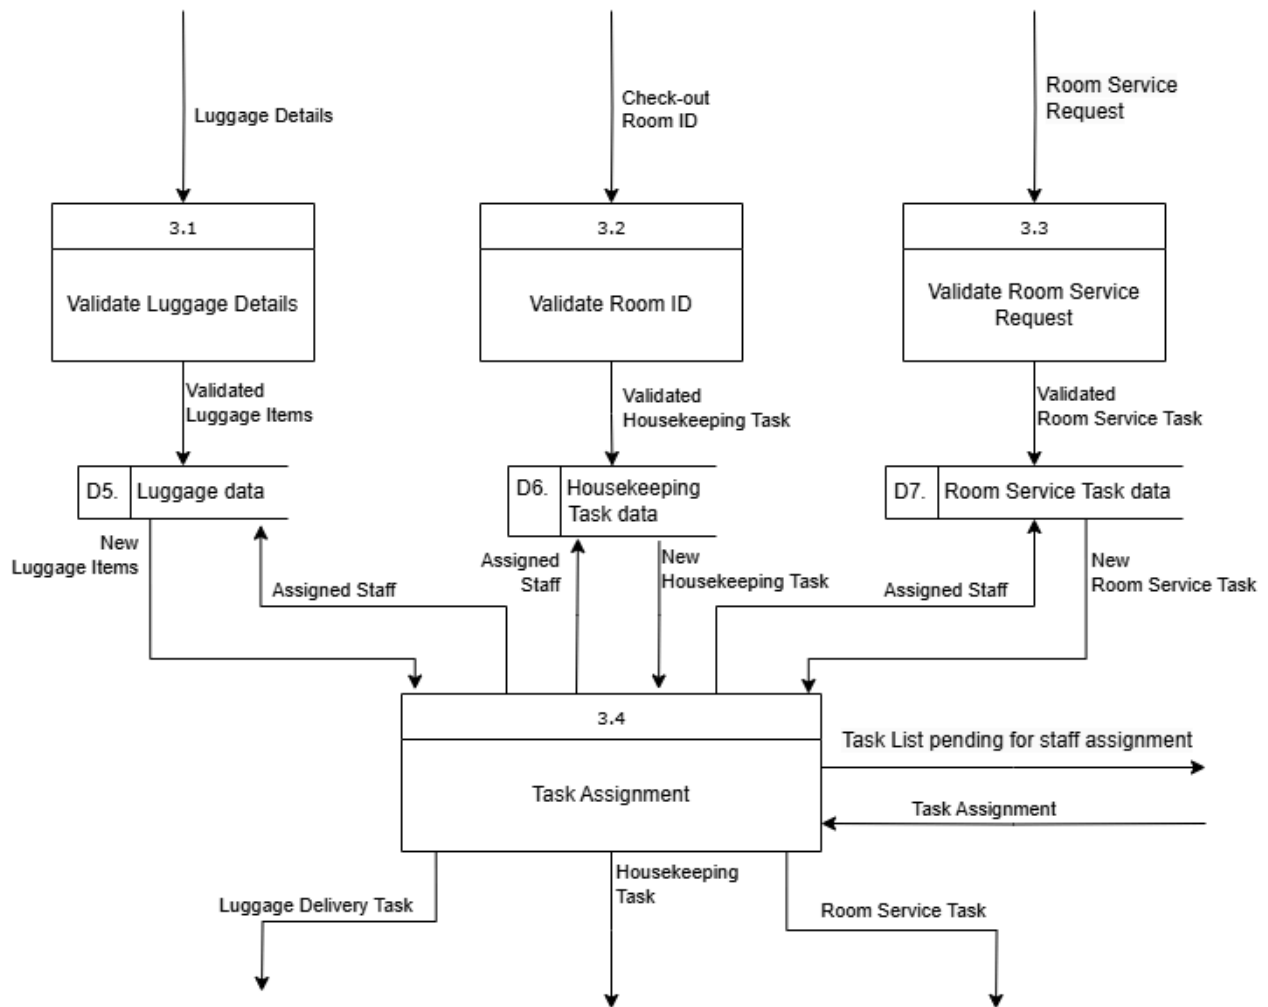 Luggage Details
Check-out
Room ID
Room Service
Request
3.1
Validate Luggage Details
3.2
Validate Room ID
3.3
Validate Room Service
Request
Validated
Luggage Items
Validated
Housekeeping Task
Validated
Room Service Task
D5.
Luggage data
D6.
Housekeeping
Task data
D7.
Room Service Task data
New
Luggage Items
Assigned Staff
Assigned
Staff
New
Housekeeping Task
Assigned Staff
New
Room Service Task
3.4
Task Assignment
Task List pending for staff assignment
Task Assignment
Luggage Delivery Task
Housekeeping
Task
Room Service Task